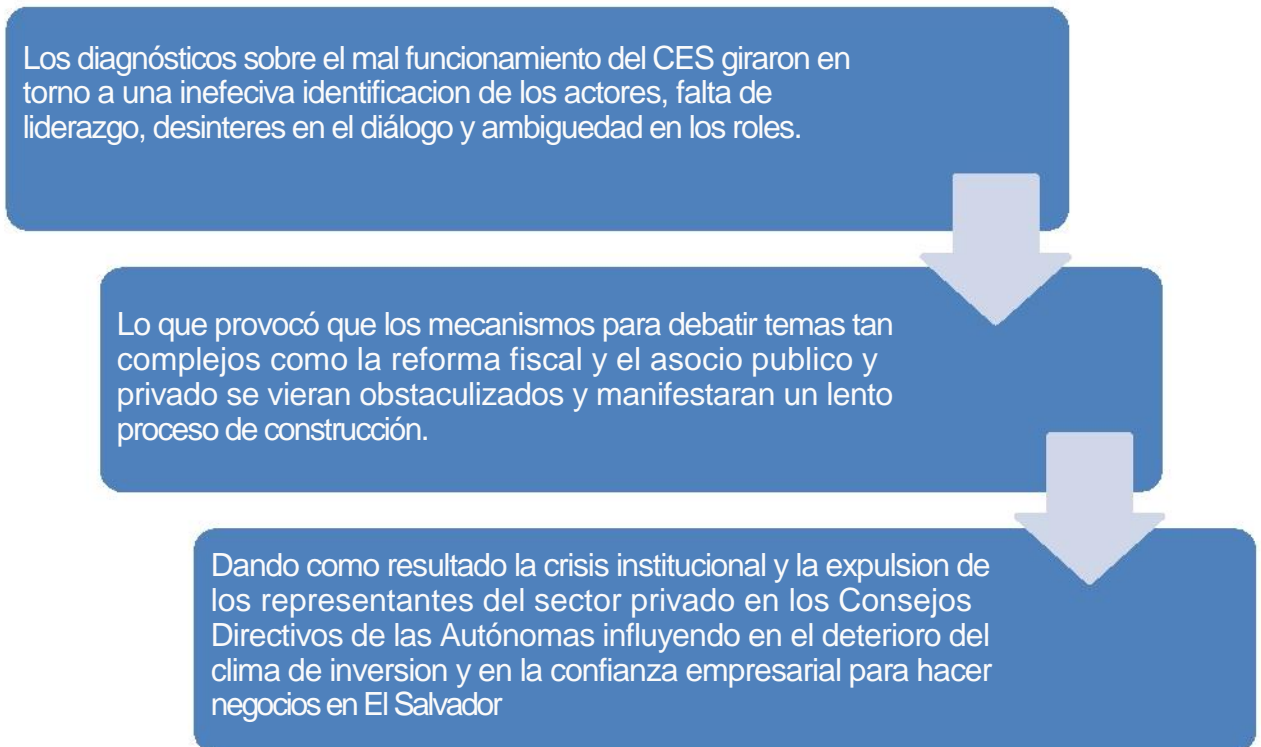 Los diagnósticos sobre el mal funcionamiento del CES giraron en
torno a una inefeciva identificacion de los actores, falta de
liderazgo, desinteres en el diálogo y ambiguedad en los roles.
Lo que provocó que los mecanismos para debatir temas tan
complejos como la reforma fiscal y el asocio publico y
privado se vieran obstaculizados y manifestaran un lento
proceso de construcción.
Dando como resultado la crisis institucional y la expulsion de
los representantes del sector privado en los Consejos
Directivos de las Autónomas influyendo en el deterioro del
clima de inversion y en la confianza empresarial para hacer
negocios en El Salvador